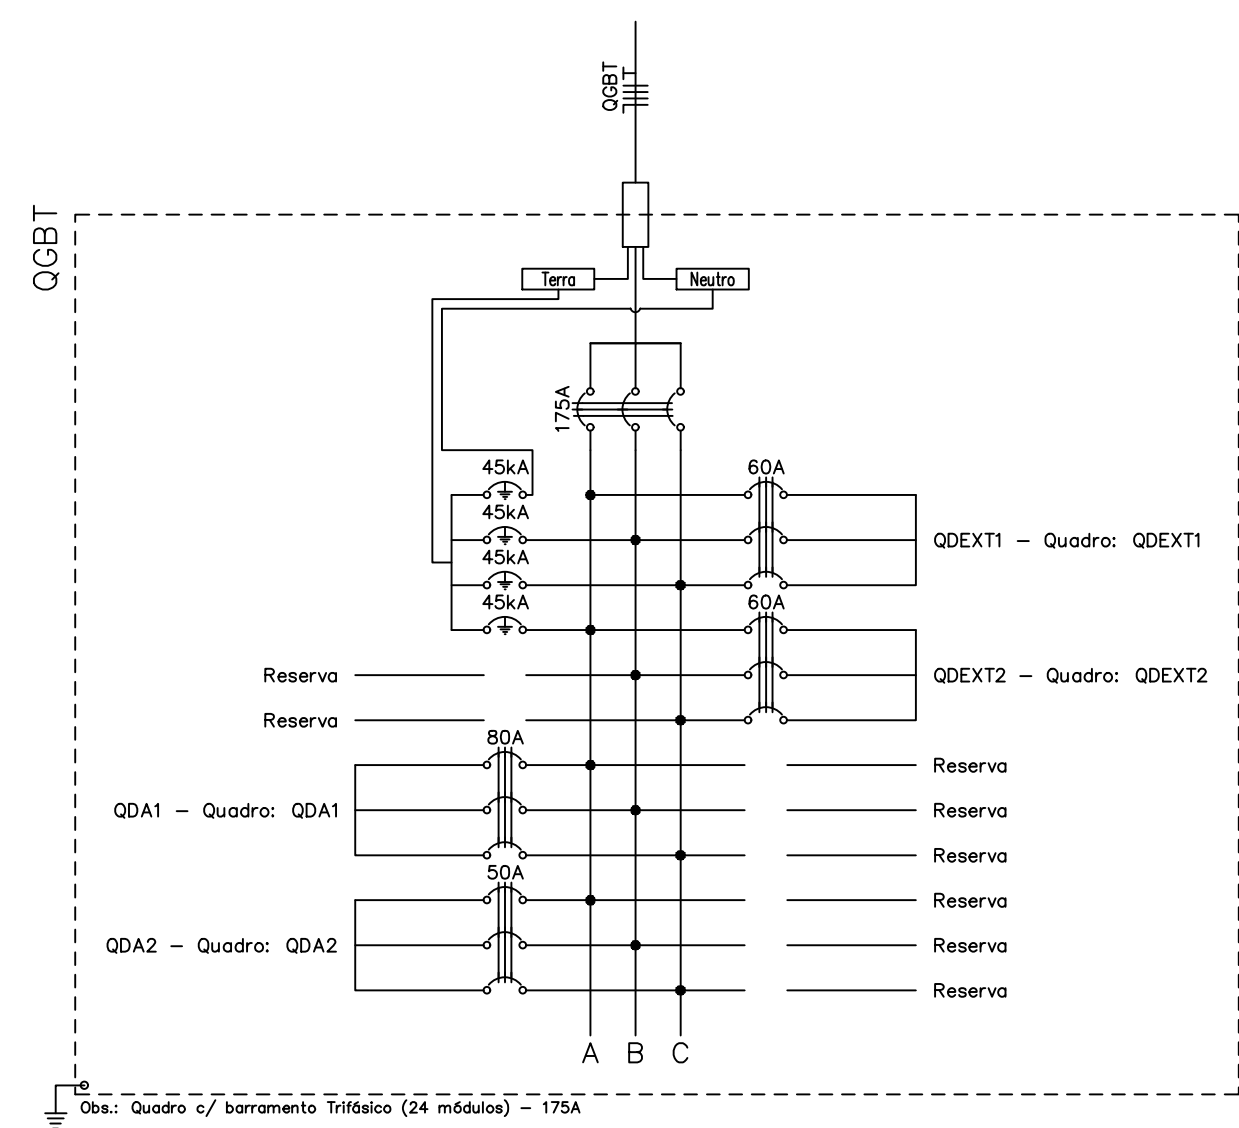 QGBT
QGBT
Terra
Neutro
175A
45kA
60A
45kA
QDEXT1 - Quadro: QDEXT1
45kA
45kA
60A
Reserva
QDEXT2 - Quadro: QDEXT2
Reserva
80A
Reserva
QDA1 - Quadro: QDA1
Reserva
Reserva
50A
Reserva
QDA2 - Quadro: QDA2
Reserva
Reserva
A B C
Obs.: Quadro c/ barramento Trifásico (24 módulos) - 175A